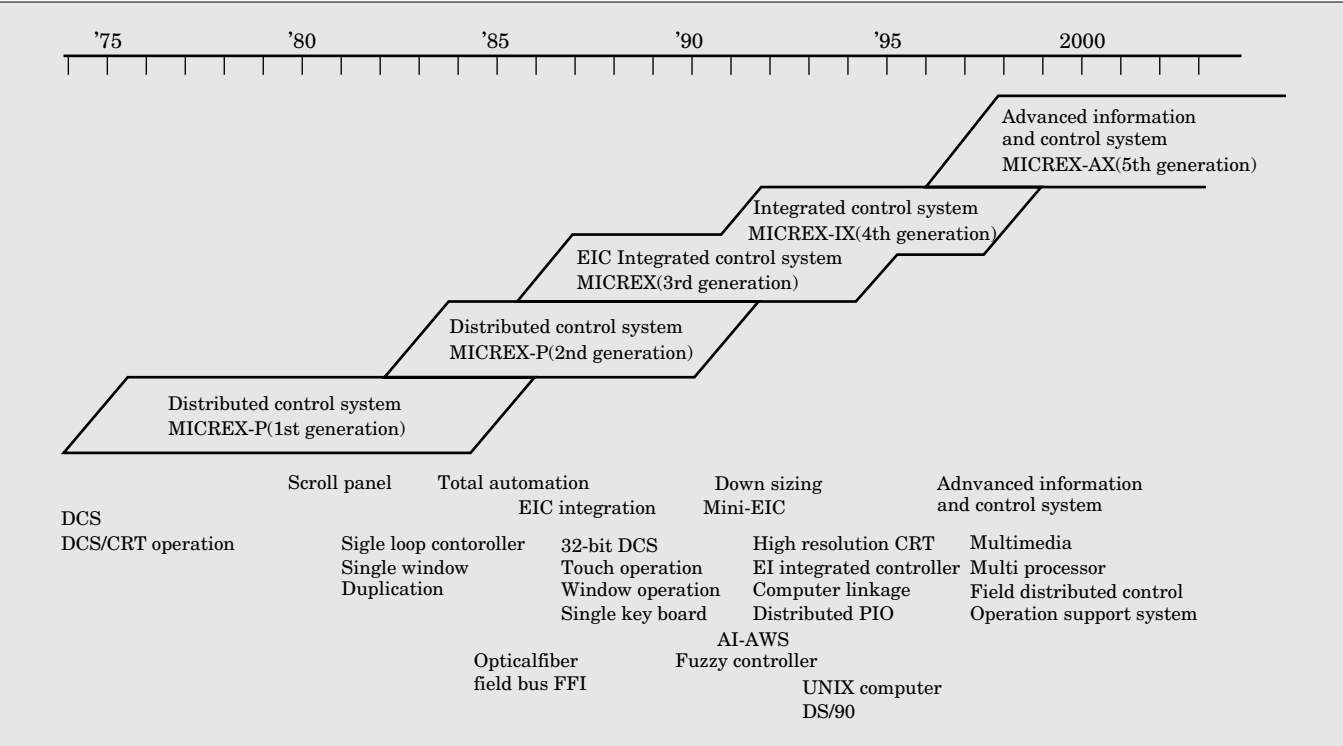 ’75
’80
’85
’90
’95
2000
Advanced information
and control system
MICREX-AX(5th generation)
Integrated control system
MICREX-IX(4th generation)
EIC Integrated control system
MICREX(3rd generation)
Distributed control system
MICREX-P(2nd generation)
Distributed control system
MICREX-P(1st generation)
Scroll panel
Total automation
EIC integration
Down sizing
Mini-EIC
Adnvanced information
and control system
DCS
DCS/CRT operation
Sigle loop contoroller
Single window
Duplication
32-bit DCS
Touch operation
Window operation
Single key board
High resolution CRT
EI integrated controller
Computer linkage
Distributed PIO
Multimedia
Multi processor
Field distributed control
Operation support system
AI-AWS
Fuzzy controller
Opticalfiber
field bus FFI
UNIX computer
DS/90